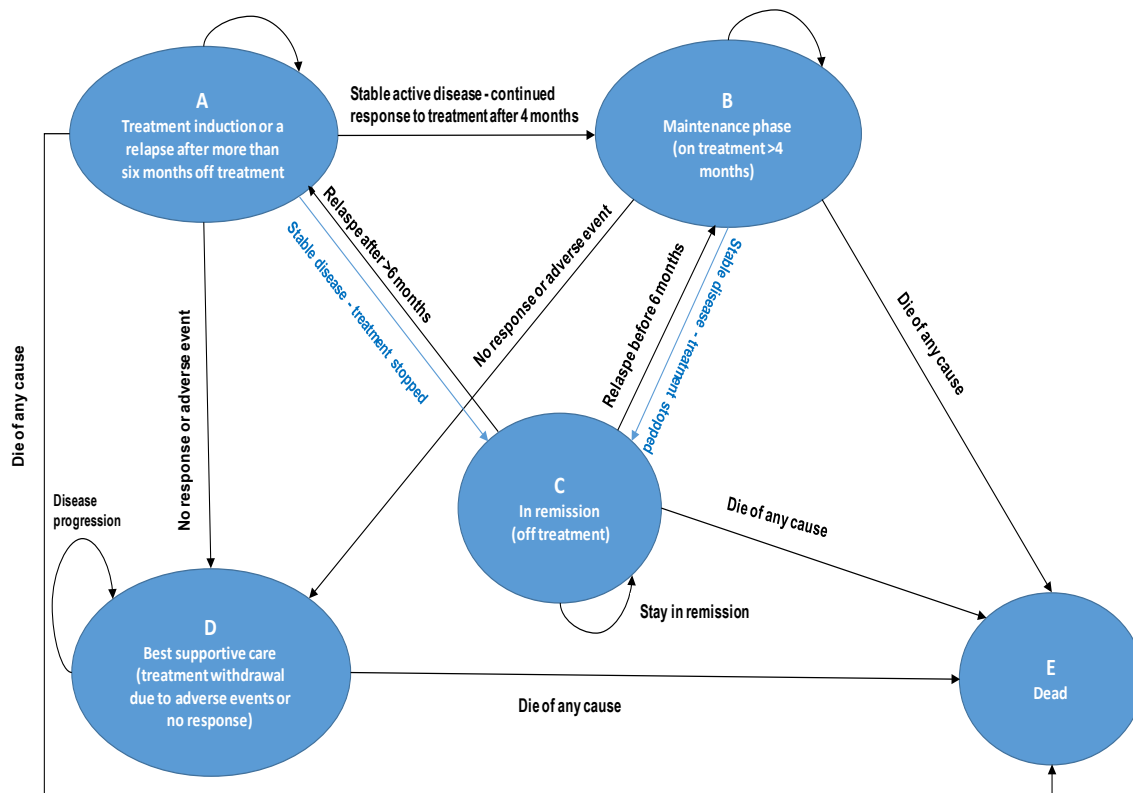 A
Treatment induction or a
relapse after more than
six months off treatment
Stable active disease - continued
response to treatment after 4 months
B
Maintenance phase
(on treatment >4
months)
Relaspe after >6 months
Stable disease - treatment stopped
No response or adverse event
Relaspe before 6 months
Stable disease - treatment stopped
Die of any cause
Die of any cause
No response or adverse event
C
In remission
(off treatment)
Die of any cause
Stay in remission
Disease
progression
D
Best supportive care
(treatment withdrawal
due to adverse events or
no response)
Die of any cause
E
Dead